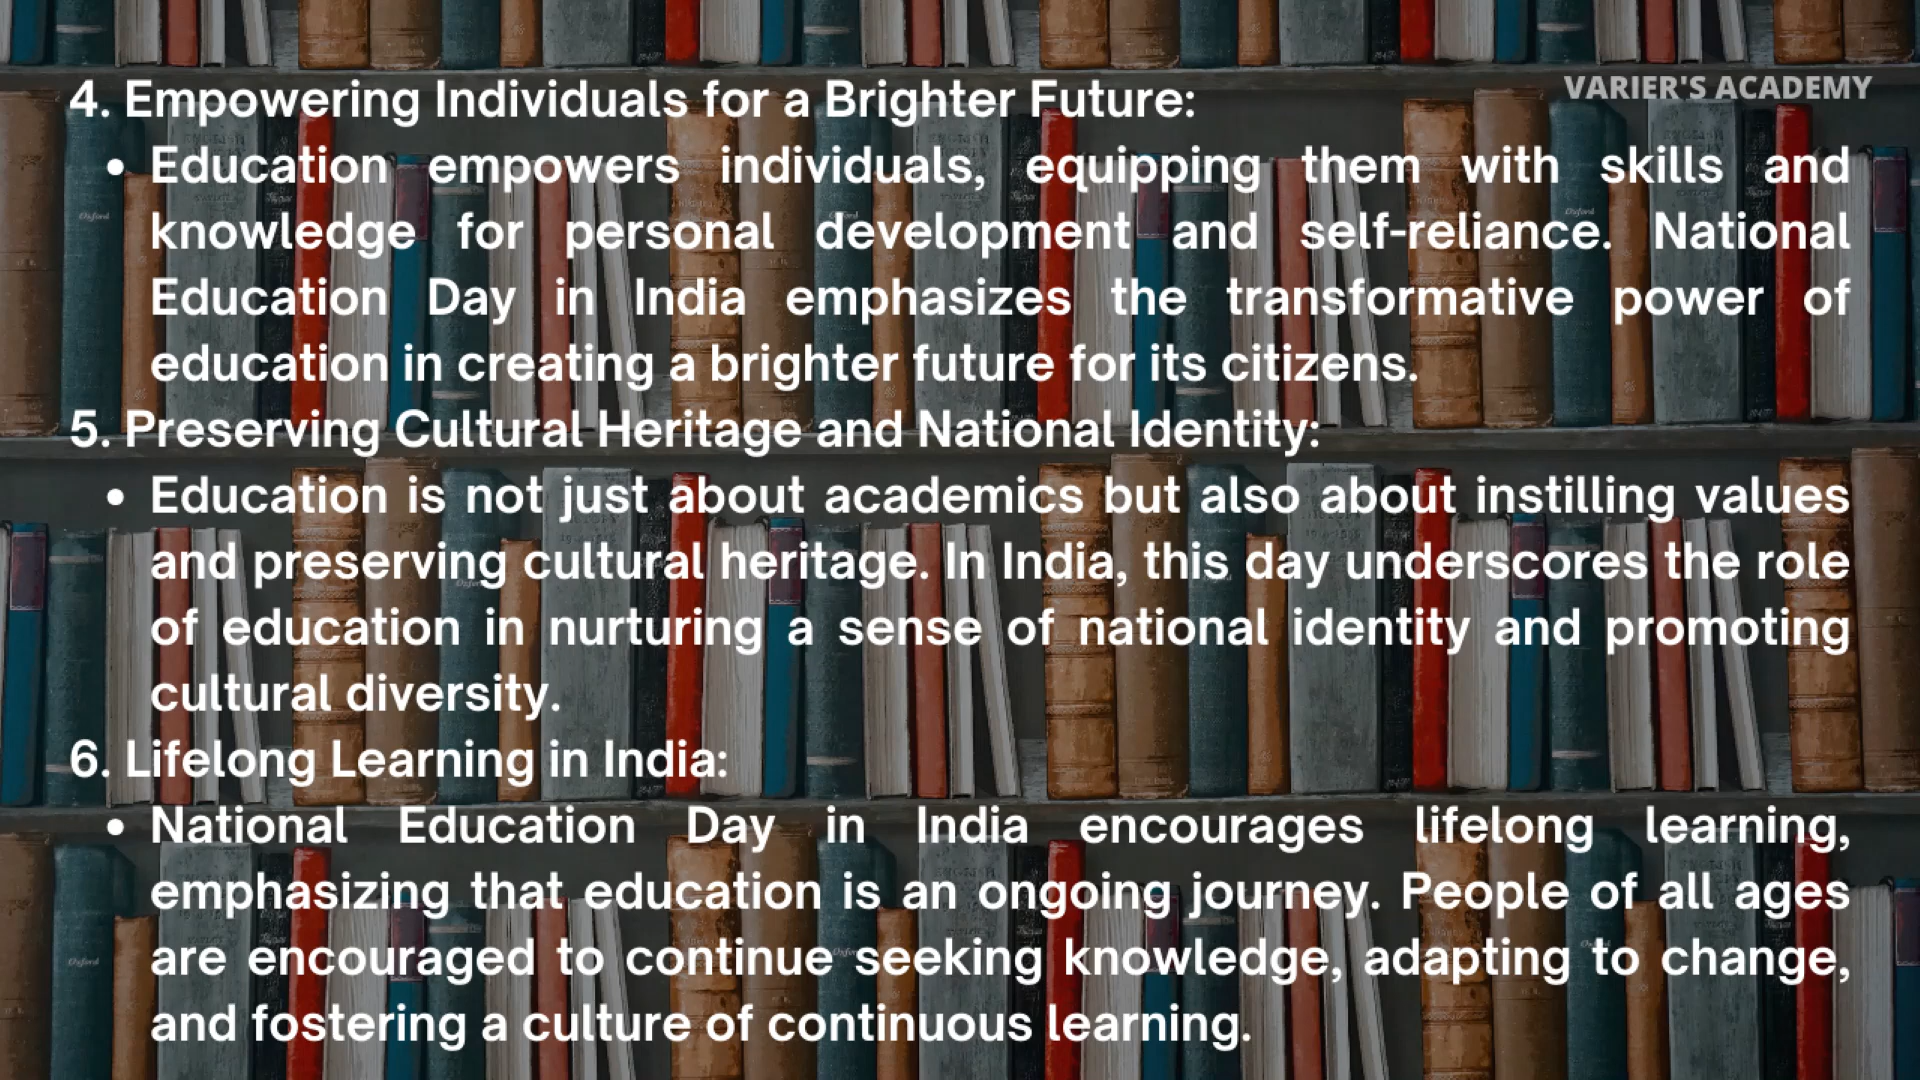 VARIER'S ACADEMY
4. Empowering Individuals for a Brighter Future:
• Education empowers individuals, equipping them with skills and
knowledge for personal development and self-reliance. National
Education Day in India emphasizes the transformative power of
education in creating a brighter future for its citizens.
5. Preserving Cultural Heritage and National Identity:
• Education is not just about academics but also about instilling values
and preserving cultural heritage. In India, this day underscores the role
of education in nurturing a sense of national identity and promoting
cultural diversity.
6. Lifelong Learning in India:
• National Education Day in India encourages lifelong learning,
emphasizing that education is an ongoing journey. People of all ages
are encouraged to continue seeking knowledge, adapting to change,
and fostering a culture of continuous learning.